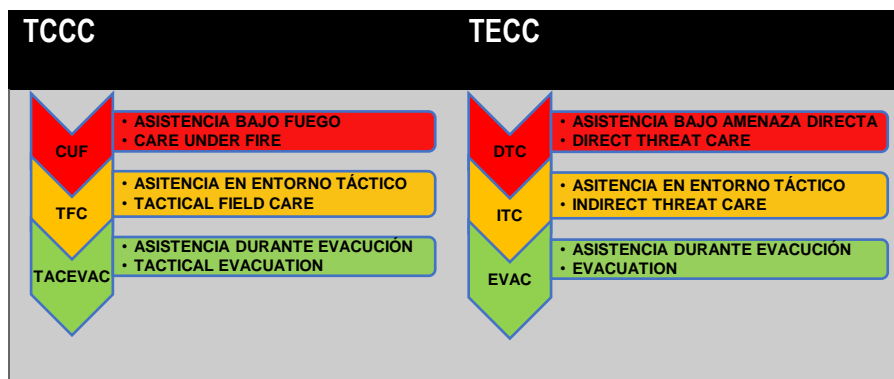 TCCC
CUF
• ASISTENCIA BAJO FUEGO
• CARE UNDER FIRE
TFC
• ASITENCIA EN ENTORNO TÁCTICO
• TACTICAL FIELD CARE
TACEVAC
• ASISTENCIA DURANTE EVACUCIÓN
• TACTICAL EVACUATION
TECC
DTC
• ASISTENCIA BAJO AMENAZA DIRECTA
• DIRECT THREAT CARE
ITC
• ASITENCIA EN ENTORNO TÁCTICO
• INDIRECT THREAT CARE
EVAC
• ASISTENCIA DURANTE EVACUCIÓN
• EVACUATION